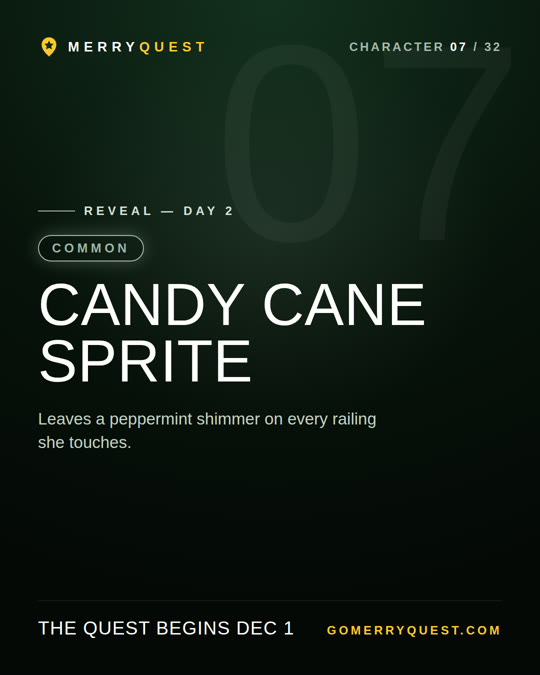 MERRYQUEST
CHARACTER 07 / 32
07
REVEAL — DAY 2
COMMON
CANDY CANE
SPRITE
Leaves a peppermint shimmer on every railing
she touches.
THE QUEST BEGINS DEC 1
GOMERRYQUEST.COM